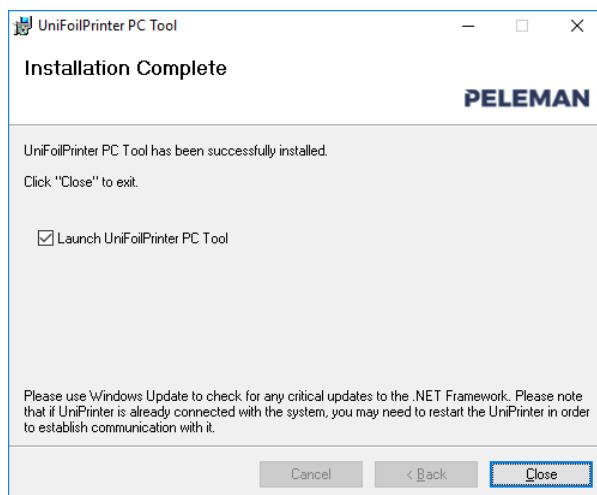 UniFoilPrinter PC Tool
Installation Complete
PELEMAN
UniFoilPrinter PC Tool has been successfully installed.
Click "Close" to exit.
Launch UniFoilPrinter PC Tool
Please use Windows Update to check for any critical updates to the .NET Framework. Please note
that if UniPrinter is already connected with the system, you may need to restart the UniPrinter in order
to establish communication with it.
Cancel
< Back
Close